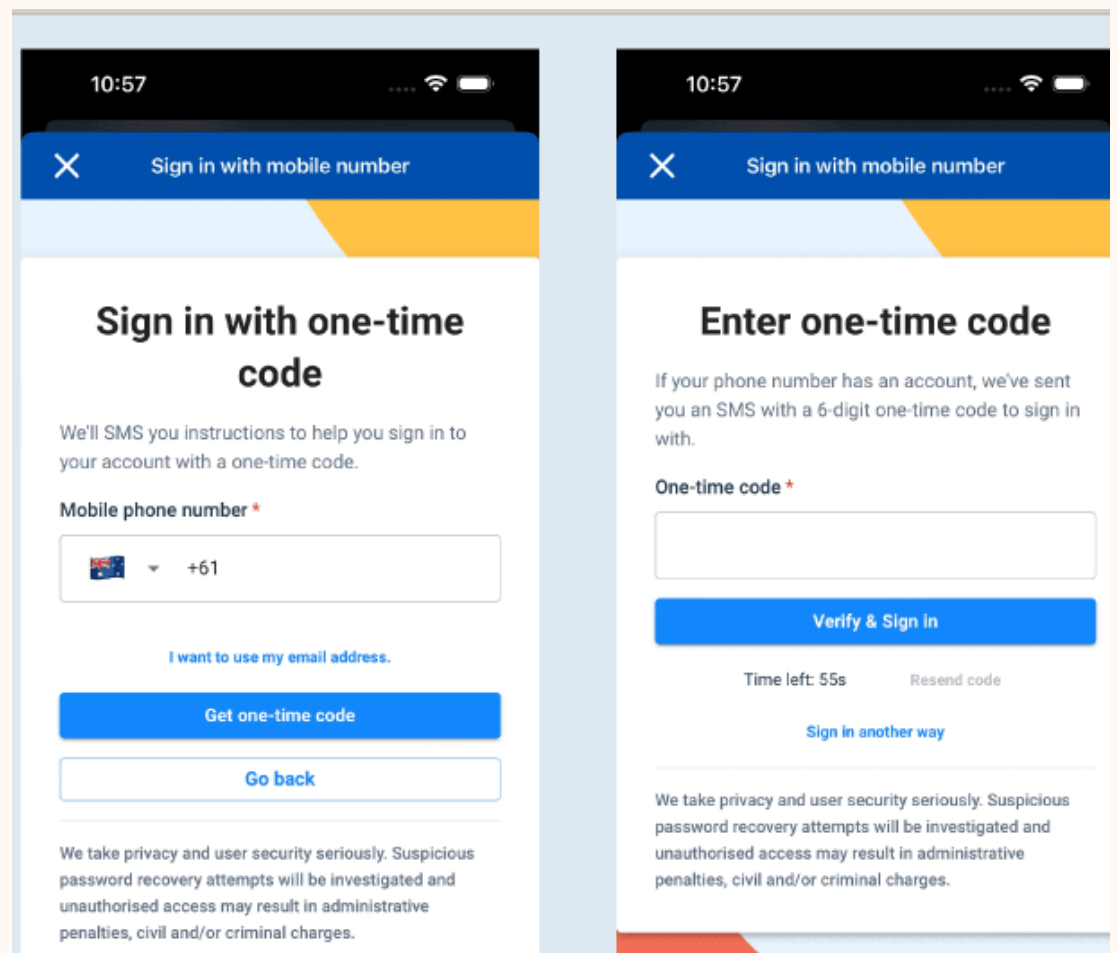 10:57
Sign in with mobile number
Sign in with one-time
code
We'll SMS you instructions to help you sign in to
your account with a one-time code.
Mobile phone number *
+61
I want to use my email address.
Get one-time code
Go back
We take privacy and user security seriously. Suspicious
password recovery attempts will be investigated and
unauthorised access may result in administrative
penalties, civil and/or criminal charges.
10:57
Sign in with mobile number
Enter one-time code
If your phone number has an account, we've sent
you an SMS with a 6-digit one-time code to sign in
with.
One-time code *
Verify & Sign in
Time left: 55s Resend code
Sign in another way
We take privacy and user security seriously. Suspicious
password recovery attempts will be investigated and
unauthorised access may result in administrative
penalties, civil and/or criminal charges.